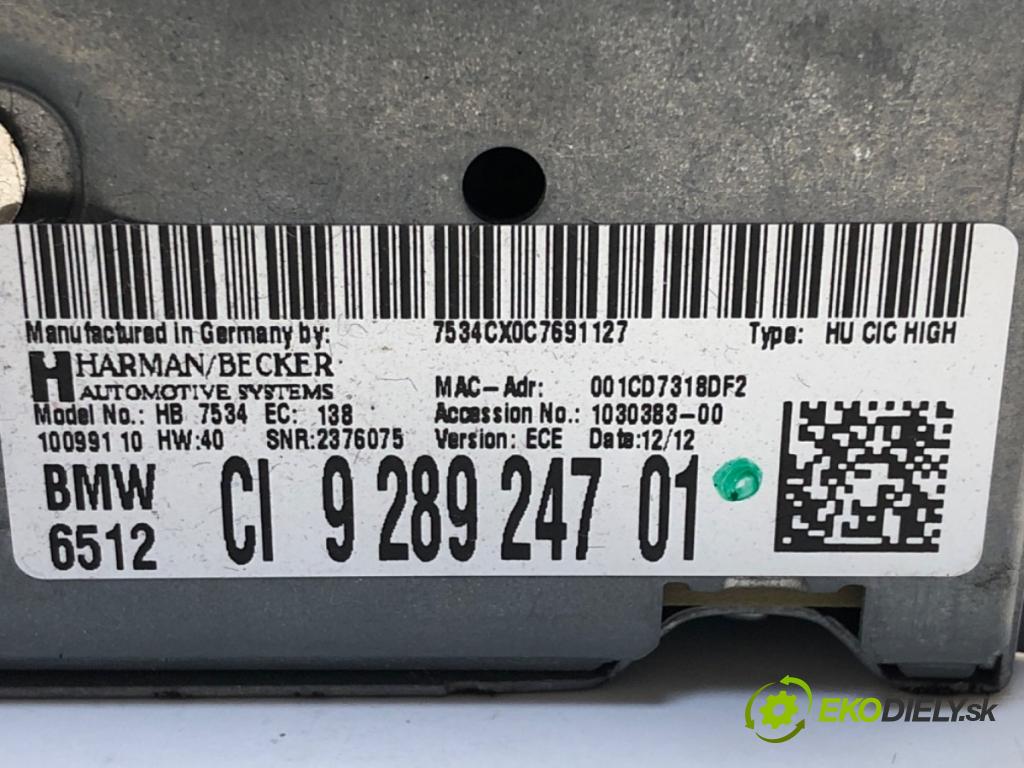 Manufactured in Germany by: 7534CX0C7691127 Type: HU CIC HIGH
H HARMAN/BECKER
AUTOMOTIVE SYSTEMS MAC-Adr: 001CD7318DF2
Model No.: HB 7534 EC: 138 Accession No.: 1030383-00
10099110 HW:40 SNR:2376075 Version: ECE Date:12/12
BMW CI 9 289 247 01
6512
EKODIELY.sk